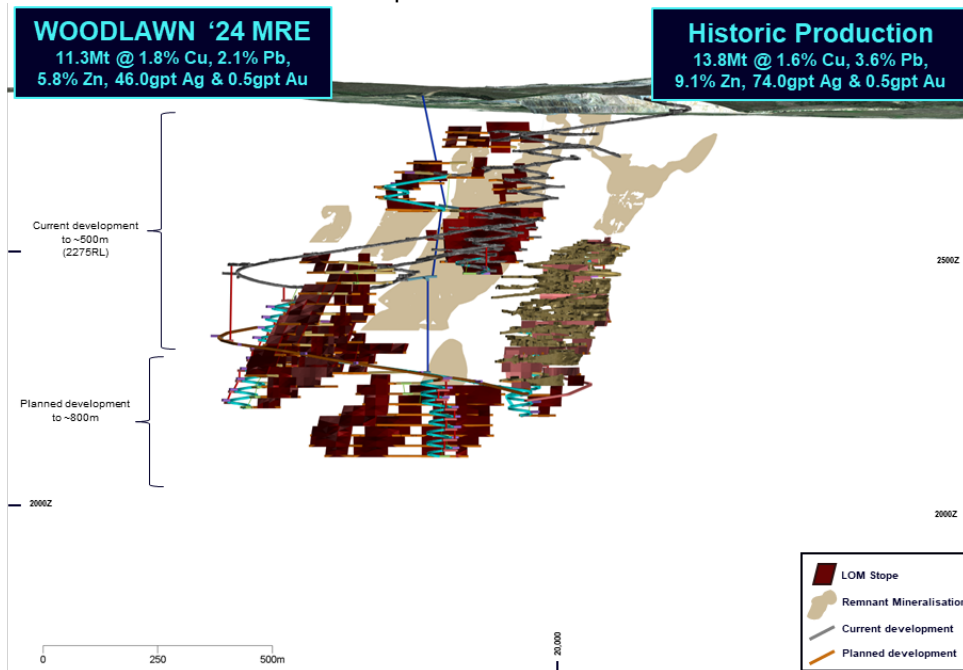 WOODLAWN ‘24 MRE
11.3Mt @ 1.8% Cu, 2.1% Pb,
5.8% Zn, 46.0gpt Ag & 0.5gpt Au
Historic Production
13.8Mt @ 1.6% Cu, 3.6% Pb,
9.1% Zn, 74.0gpt Ag & 0.5gpt Au
Current development
to ~500m
(2275RL)
2500Z
Planned development
to ~800m
2000Z
2000Z
LOM Stope
Remnant Mineralisation
Current development
Planned development
0
250
500m
20,000